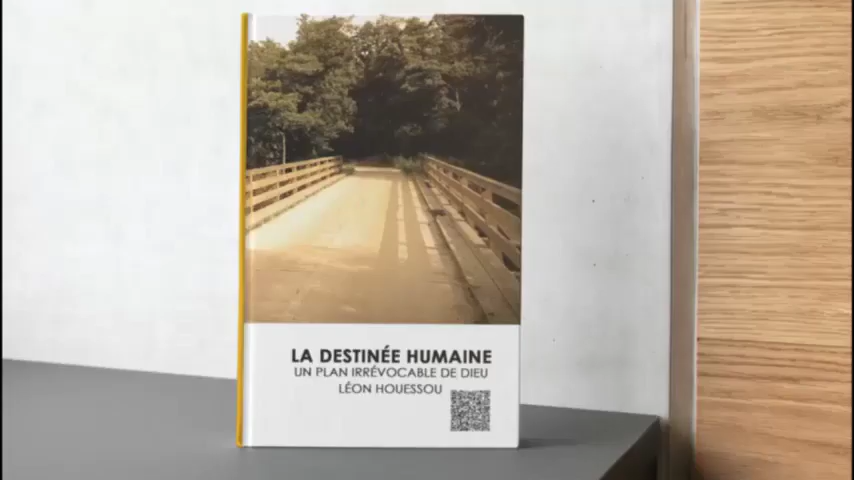 LA DESTINÉE HUMAINE
UN PLAN IRRÉVOCABLE DE DIEU
LÉON HOUESSOU